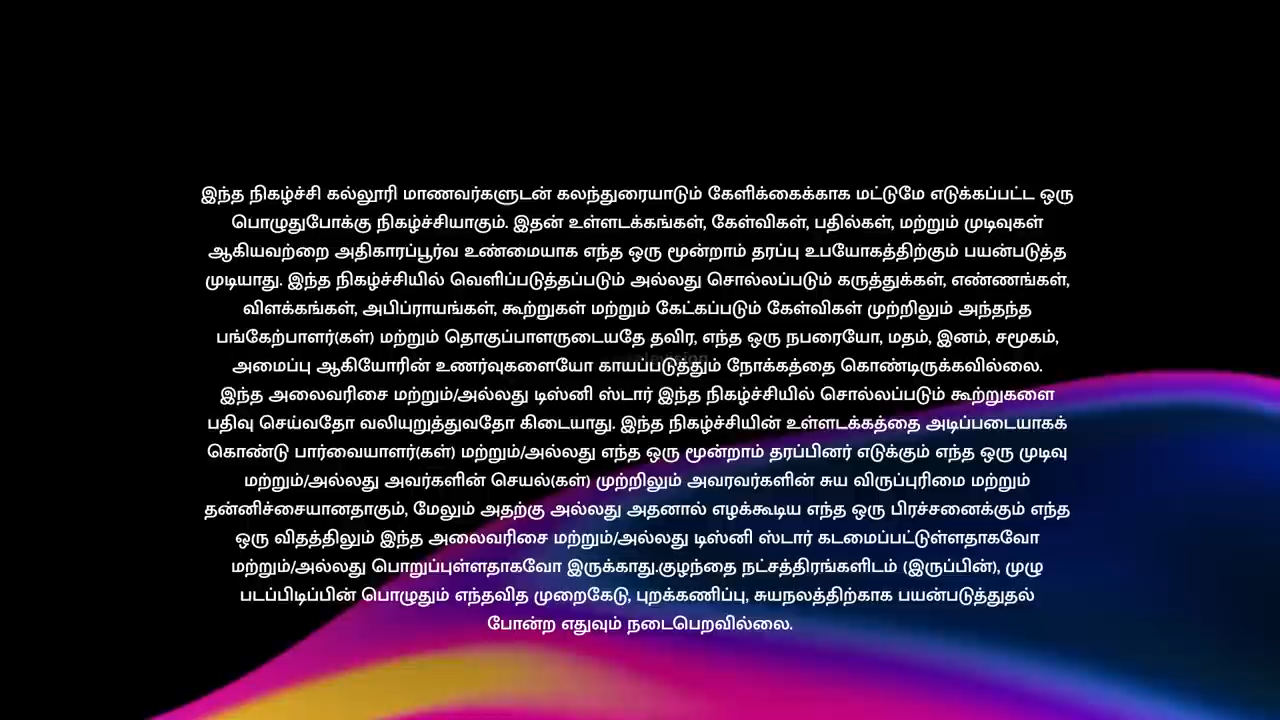 இந்த நிகழ்ச்சி கல்லூரி மாணவர்களுடன் கலந்துரையாடும் கேளிக்கைக்காக மட்டுமே எடுக்கப்பட்ட ஒரு
பொழுதுபோக்கு நிகழ்ச்சியாகும். இதன் உள்ளடக்கங்கள், கேள்விகள், பதில்கள், மற்றும் முடிவுகள்
ஆகியவற்றை அதிகாரப்பூர்வ உண்மையாக எந்த ஒரு மூன்றாம் தரப்பு உபயோகத்திற்கும் பயன்படுத்த
முடியாது. இந்த நிகழ்ச்சியில் வெளிப்படுத்தப்படும் அல்லது சொல்லப்படும் கருத்துக்கள், எண்ணங்கள்,
விளக்கங்கள், அபிப்ராயங்கள், கூற்றுகள் மற்றும் கேட்கப்படும் கேள்விகள் முற்றிலும் அந்தந்த
பங்கேற்பாளர்(கள்) மற்றும் தொகுப்பாளருடையதே தவிர, எந்த ஒரு நபரையோ, மதம், இனம், சமூகம்,
அமைப்பு ஆகியோரின் உணர்வுகளையோ காயப்படுத்தும் நோக்கத்தை கொண்டிருக்கவில்லை.
இந்த அலைவரிசை மற்றும்/அல்லது டிஸ்னி ஸ்டார் இந்த நிகழ்ச்சியில் சொல்லப்படும் கூற்றுகளை
பதிவு செய்வதோ வலியுறுத்துவதோ கிடையாது. இந்த நிகழ்ச்சியின் உள்ளடக்கத்தை அடிப்படையாகக்
கொண்டு பார்வையாளர்(கள்) மற்றும்/அல்லது எந்த ஒரு மூன்றாம் தரப்பினர் எடுக்கும் எந்த ஒரு முடிவு
மற்றும்/அல்லது அவர்களின் செயல்(கள்) முற்றிலும் அவரவர்களின் சுய விருப்புரிமை மற்றும்
தன்னிச்சையானதாகும், மேலும் அதற்கு அல்லது அதனால் எழக்கூடிய எந்த ஒரு பிரச்சனைக்கும் எந்த
ஒரு விதத்திலும் இந்த அலைவரிசை மற்றும்/அல்லது டிஸ்னி ஸ்டார் கடமைப்பட்டுள்ளதாகவோ
மற்றும்/அல்லது பொறுப்புள்ளதாகவோ இருக்காது.குழந்தை நட்சத்திரங்களிடம் (இருப்பின்), முழு
படப்பிடிப்பின் பொழுதும் எந்தவித முறைகேடு, புறக்கணிப்பு, சுயநலத்திற்காக பயன்படுத்துதல்
போன்ற எதுவும் நடைபெறவில்லை.